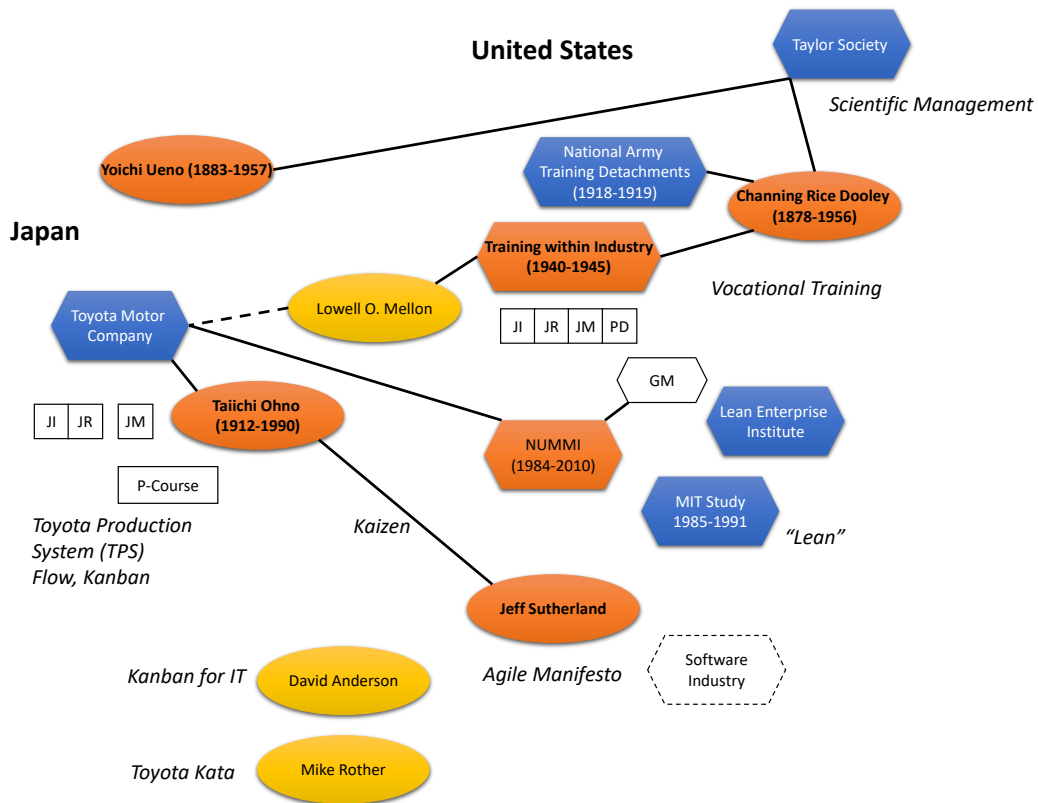 United States
Taylor Society
Scientific Management
National Army
Training Detachments
(1918-1919)
Yoichi Ueno (1883-1957)
Channing Rice Dooley
(1878-1956)
Japan
Training within Industry
(1940-1945)
Vocational Training
Lowell O. Mellon
Toyota Motor
Company
JI JR JM PD
GM
Taiichi Ohno
(1912-1990)
JI JR JM
Lean Enterprise
Institute
NUMMI
(1984-2010)
P-Course
MIT Study
1985-1991
Toyota Production
System (TPS)
Flow, Kanban
Kaizen
“Lean”
Jeff Sutherland
Kanban for IT
David Anderson
Agile Manifesto
Software
Industry
Toyota Kata
Mike Rother